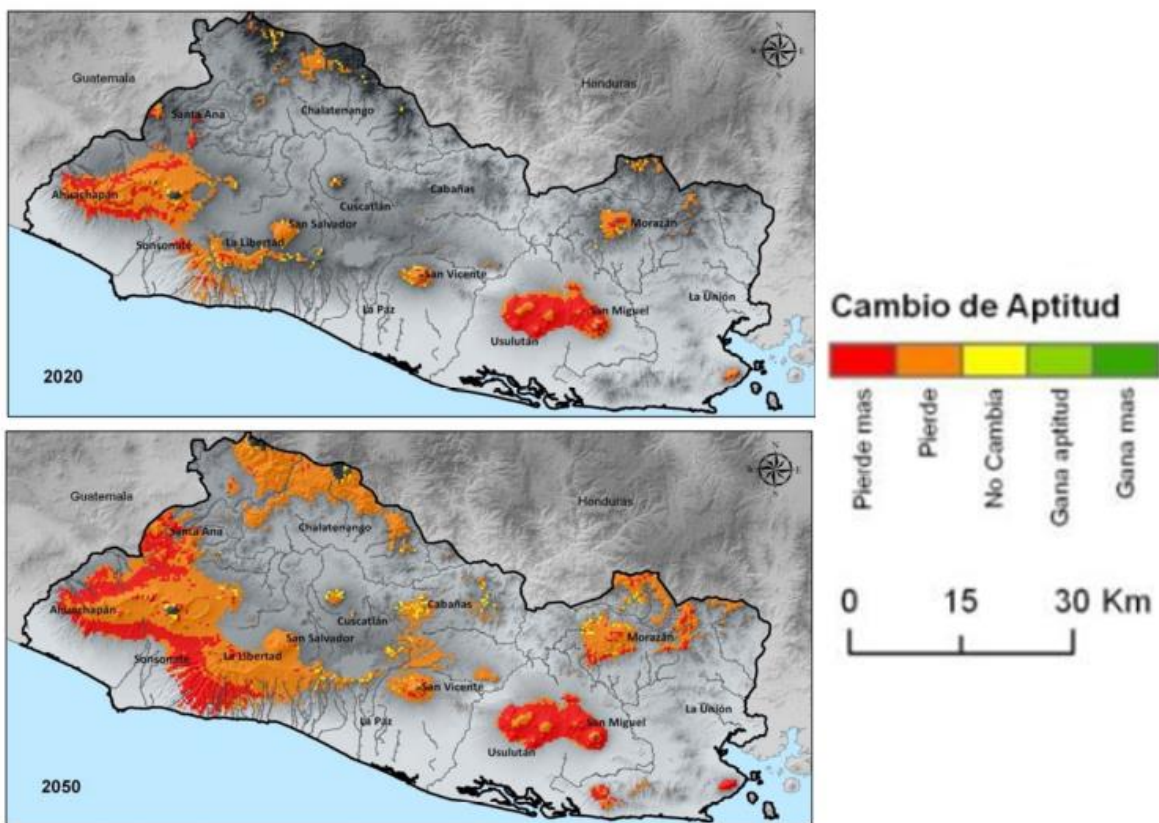 Guatemala
Honduras
N
W
E
S
Santa Ana
Chalatenango
Ahuachapán
Cabañas
Cuscatlán
San Salvador
Morazán
Sonsonate
La Libertad
San Vicente
La Unión
La Paz
San Miguel
Usulután
2020
Guatemala
Honduras
N
W
E
S
Santa Ana
Chalatenango
Ahuachapán
Cabañas
Cuscatlán
San Salvador
Morazán
Sonsonate
La Libertad
San Vicente
La Unión
La Paz
San Miguel
Usulután
2050
Cambio de Aptitud
Pierde mas
Pierde
No Cambia
Gana aptitud
Gana mas
0 15 30 Km